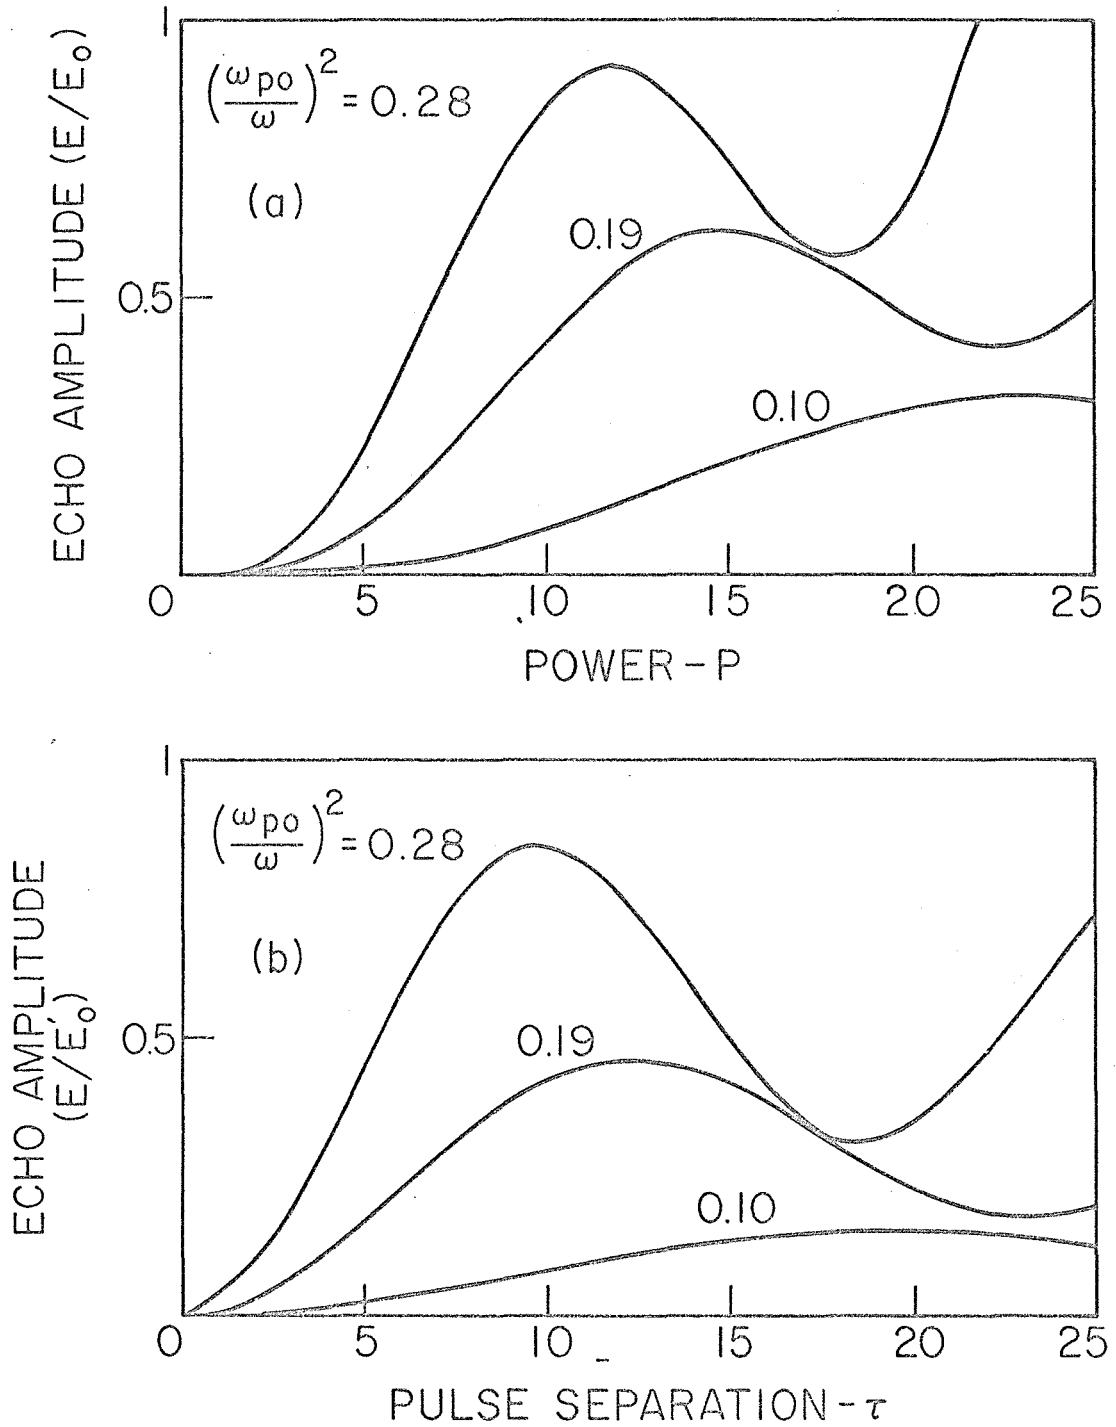 1
(ωpo/ω)² = 0.28
(a)
0.19
0.5
0.10
0 5 10 15 20 25
ECHO AMPLITUDE (E/E₀)
POWER-P
1
(ωpo/ω)² = 0.28
(b)
0.5
0.19
0.10
0 5 10 15 20 25
ECHO AMPLITUDE
(E/E₀')
PULSE SEPARATION-τ